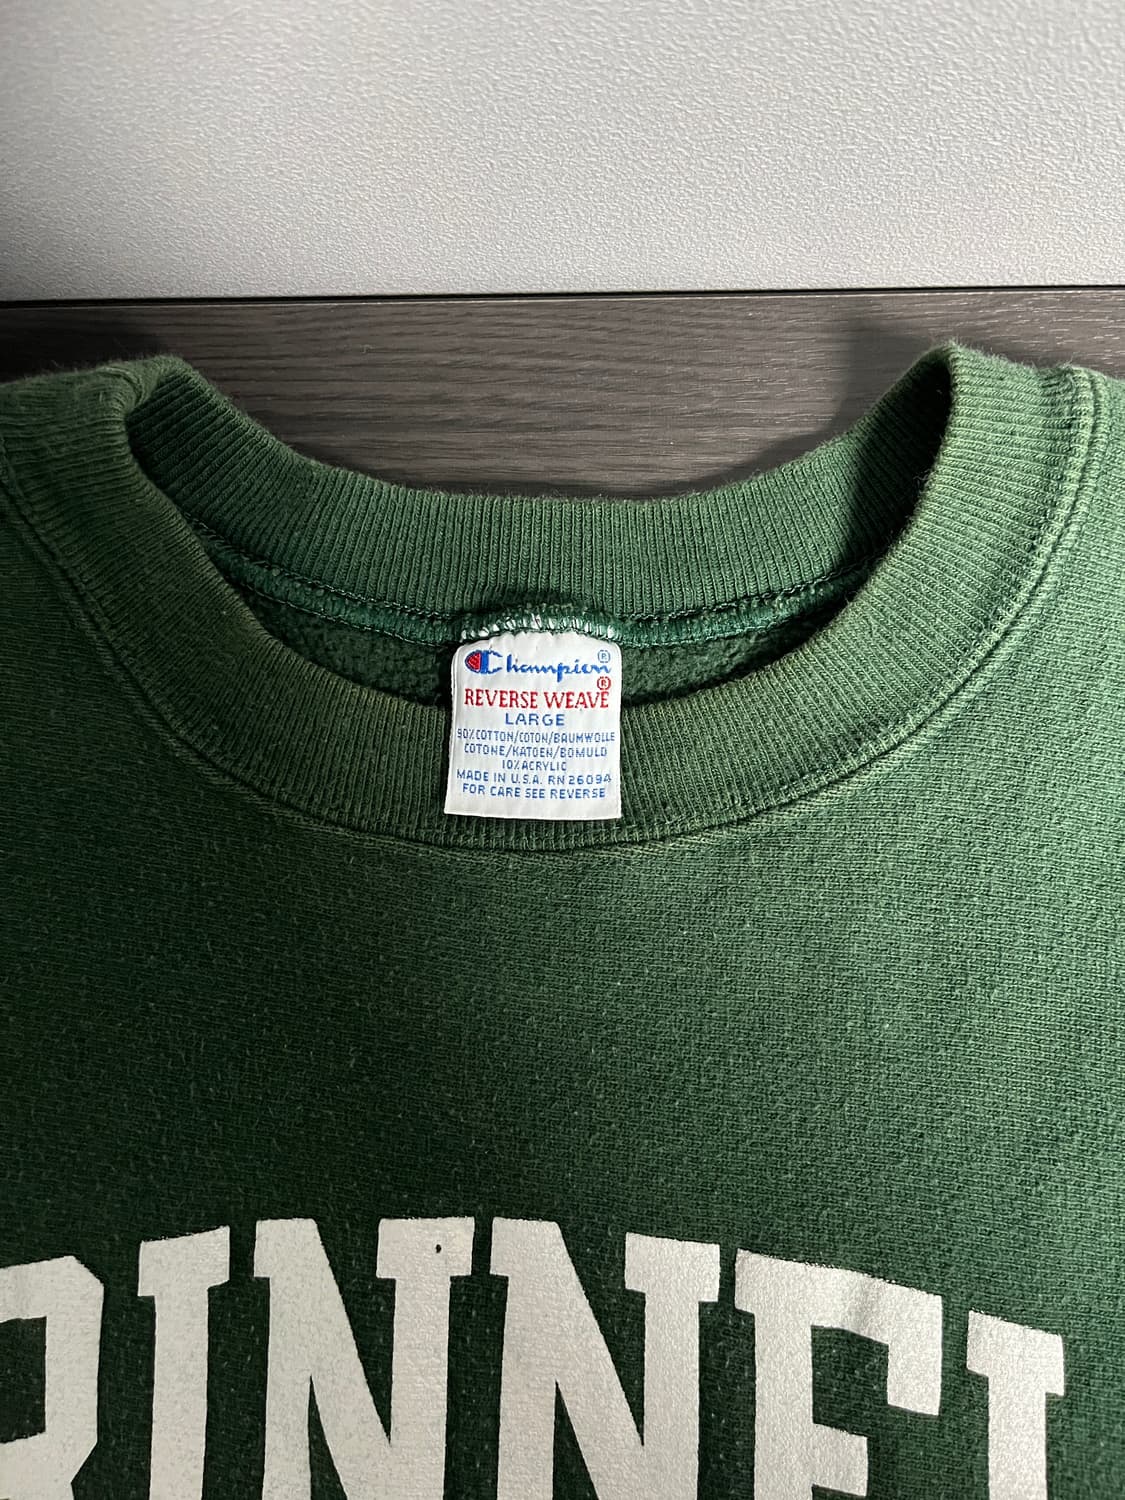 Champion®
REVERSE WEAVE®
LARGE
90% COTTON/COTON/BAUMWOLLE
COTONE/KATOEN/BOMULD
10% ACRYLIC
MADE IN U.S.A. RN 26094
FOR CARE SEE REVERSE
RINNEL